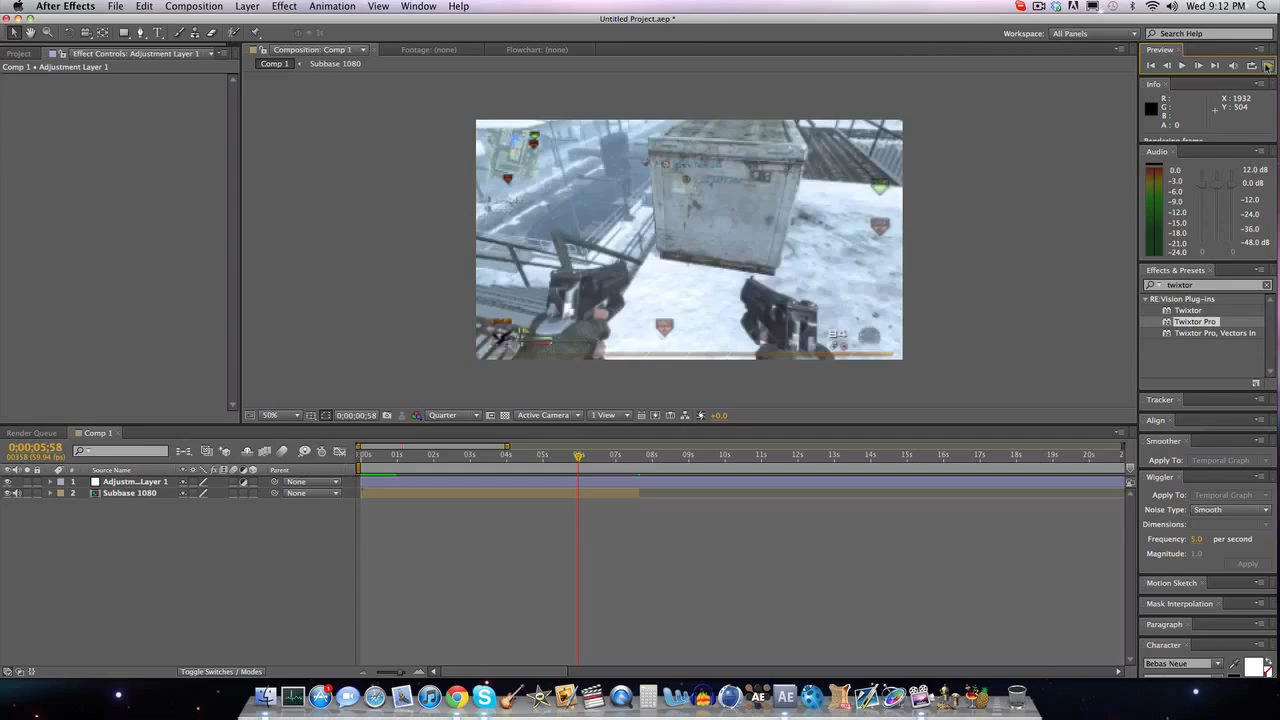 After Effects File Edit Composition Layer Effect Animation View Window Help Wed 9:12 PM
Untitled Project.aep *
Workspace: All Panels Search Help
Project Effect Controls: Adjustment Layer 1 Composition: Comp 1 Footage: (none) Flowchart: (none) Preview
Comp 1 • Adjustment Layer 1 Comp 1 Subbase 1080
Info
R : X : 1932
G : Y : 504
B :
A : 0
Audio
0.0 12.0 dB
-3.0 0.0 dB
-6.0
-9.0 -12.0
-12.0 -24.0
-15.0
-18.0 -36.0
-21.0 -48.0 dB
-24.0 0 0
Effects & Presets
twixtor
RE:Vision Plug-ins
Twixtor
Twixtor Pro
Twixtor Pro, Vectors In
84
50% 0;00;00;58 Quarter Active Camera 1 View +0.0
Tracker
Align
Render Queue Comp 1
0;00;05;58
00358 (59.94 fps)
:00s 01s 02s 03s 04s 05s 06s 07s 08s 09s 10s 11s 12s 13s 14s 15s 16s 17s 18s 19s 20s 2
# Source Name Parent
1 Adjustm...Layer 1 None
2 Subbase 1080 None
Toggle Switches / Modes
Smoother
Apply To: Temporal Graph
Wiggler
Apply To: Temporal Graph
Noise Type: Smooth
Dimensions:
Frequency: 5.0 per second
Magnitude: 1.0
Apply
Motion Sketch
Mask Interpolation
Paragraph
Character
Bebas Neue
AE AE